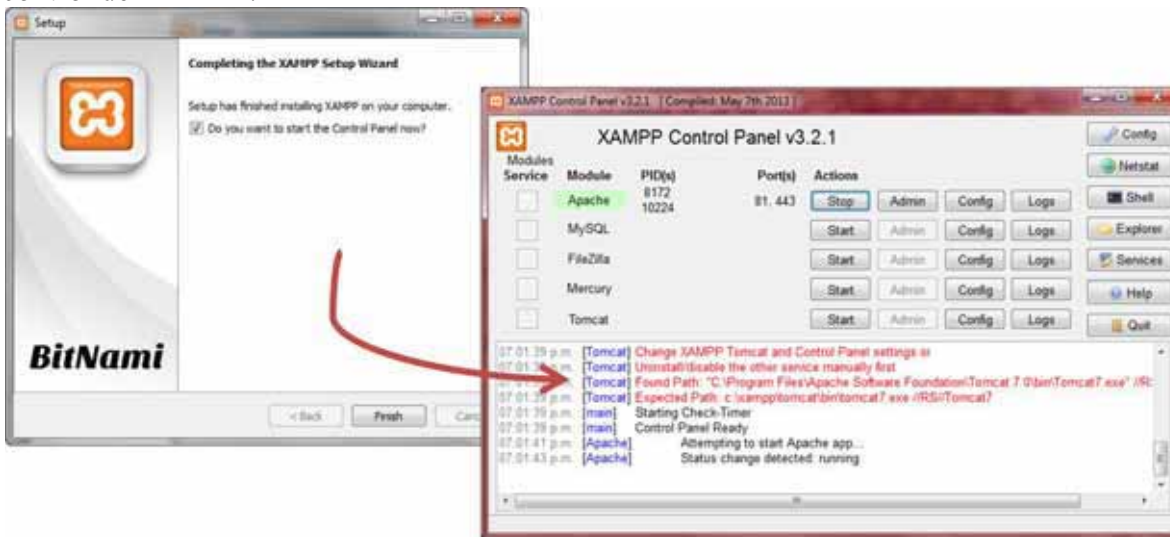 Setup
Completing the XAMPP Setup Wizard
Setup has finished installing XAMPP on your computer.
Do you want to start the Control Panel now?
BitNami
< Back Finish
XAMPP Control Panel v3.2.1 [ Compiled: May 7th 2013 ]
XAMPP Control Panel v3.2.1
Config
Netstat
Shell
Explorer
Services
Help
Quit
Modules
Service Module PID(s) Port(s) Actions
Apache 8172 10224 81, 443 Stop Admin Config Logs
MySQL Start Admin Config Logs
FileZilla Start Admin Config Logs
Mercury Start Admin Config Logs
Tomcat Start Admin Config Logs
07:01:39 p.m. [Tomcat] Change XAMPP Tomcat and Control Panel settings or
07:01:39 p.m. [Tomcat] Uninstall/disable the other service manually first
07:01:39 p.m. [Tomcat] Found Path: "C:\Program Files\Apache Software Foundation\Tomcat 7.0\bin\Tomcat7.exe" //RS
07:01:39 p.m. [Tomcat] Expected Path: c:\xampp\tomcat\bin\tomcat7.exe //RS//Tomcat7
07:01:39 p.m. [main] Starting Check-Timer
07:01:39 p.m. [main] Control Panel Ready
07:01:41 p.m. [Apache] Attempting to start Apache app...
07:01:43 p.m. [Apache] Status change detected: running